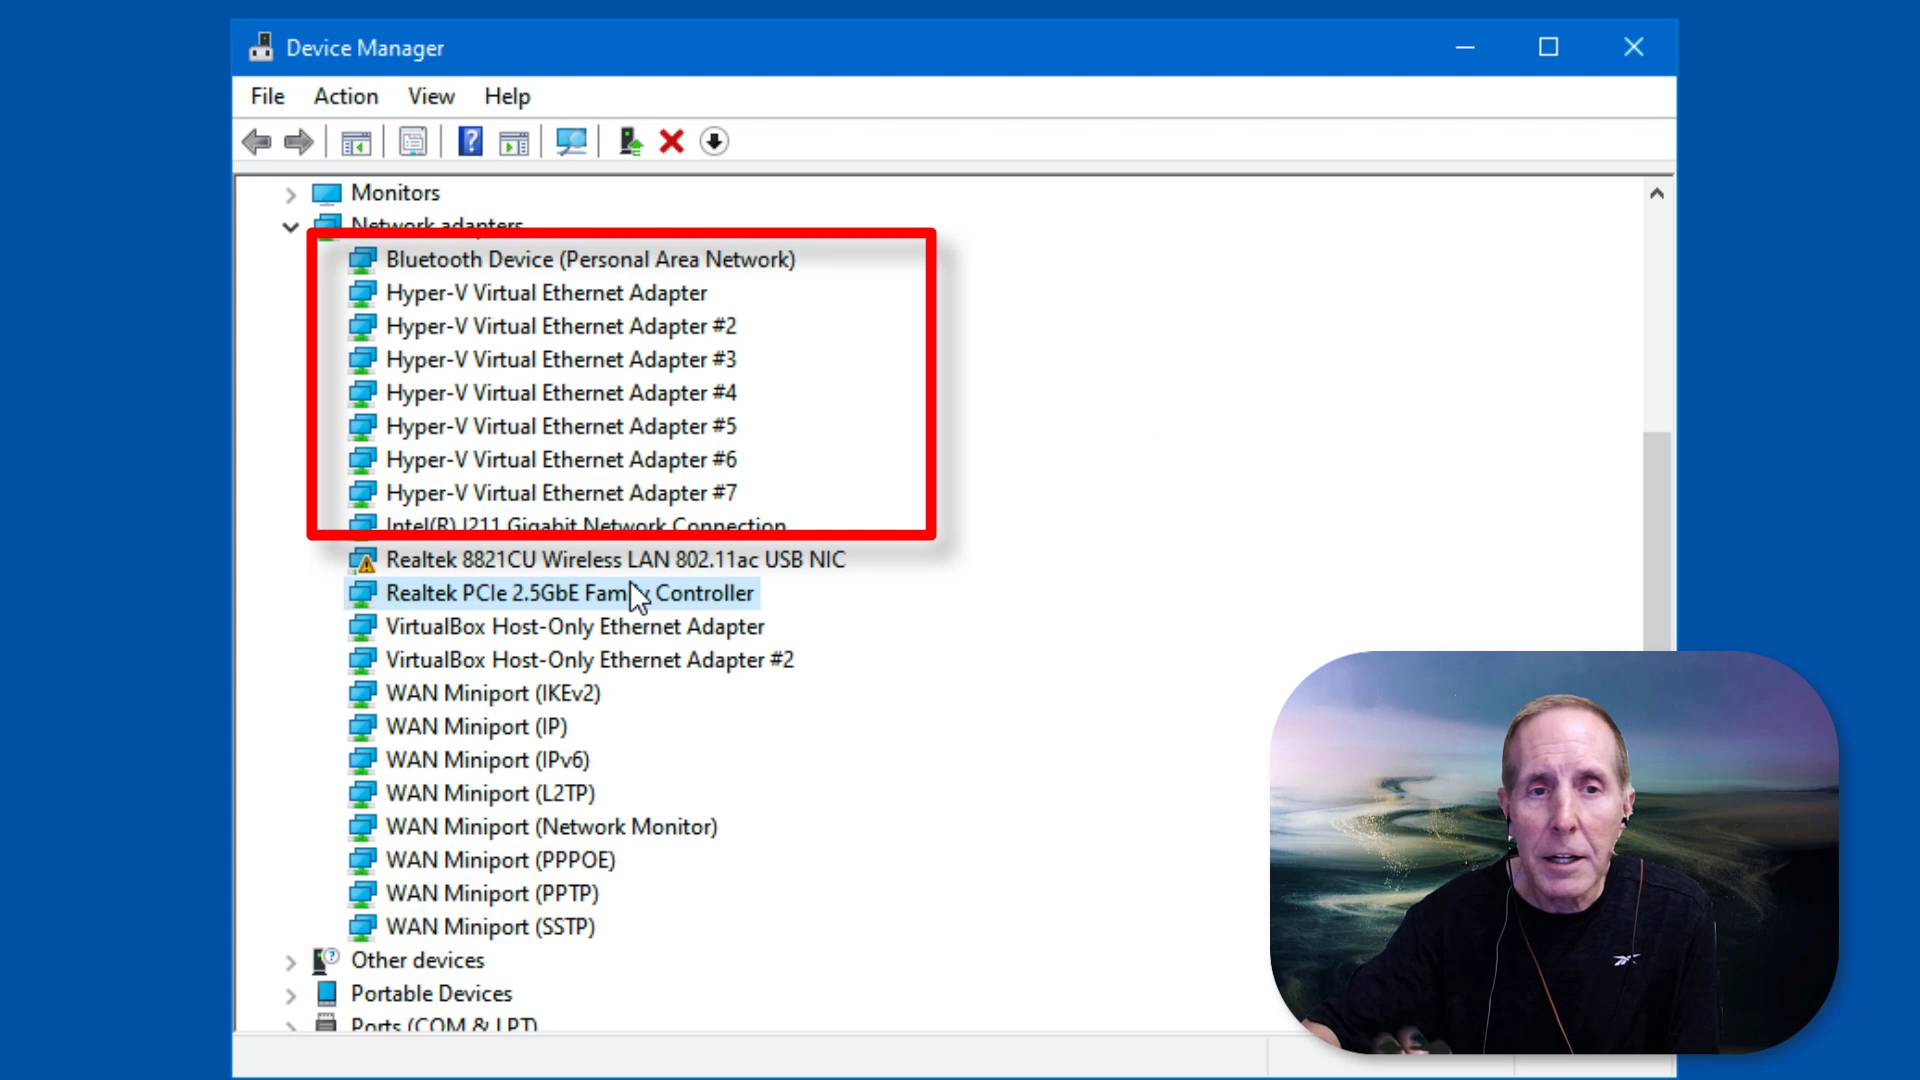 Device Manager
File Action View Help
Monitors
Network adapters
Bluetooth Device (Personal Area Network)
Hyper-V Virtual Ethernet Adapter
Hyper-V Virtual Ethernet Adapter #2
Hyper-V Virtual Ethernet Adapter #3
Hyper-V Virtual Ethernet Adapter #4
Hyper-V Virtual Ethernet Adapter #5
Hyper-V Virtual Ethernet Adapter #6
Hyper-V Virtual Ethernet Adapter #7
Intel(R) I211 Gigabit Network Connection
Realtek 8821CU Wireless LAN 802.11ac USB NIC
Realtek PCIe 2.5GbE Family Controller
VirtualBox Host-Only Ethernet Adapter
VirtualBox Host-Only Ethernet Adapter #2
WAN Miniport (IKEv2)
WAN Miniport (IP)
WAN Miniport (IPv6)
WAN Miniport (L2TP)
WAN Miniport (Network Monitor)
WAN Miniport (PPPOE)
WAN Miniport (PPTP)
WAN Miniport (SSTP)
Other devices
Portable Devices
Ports (COM & LPT)